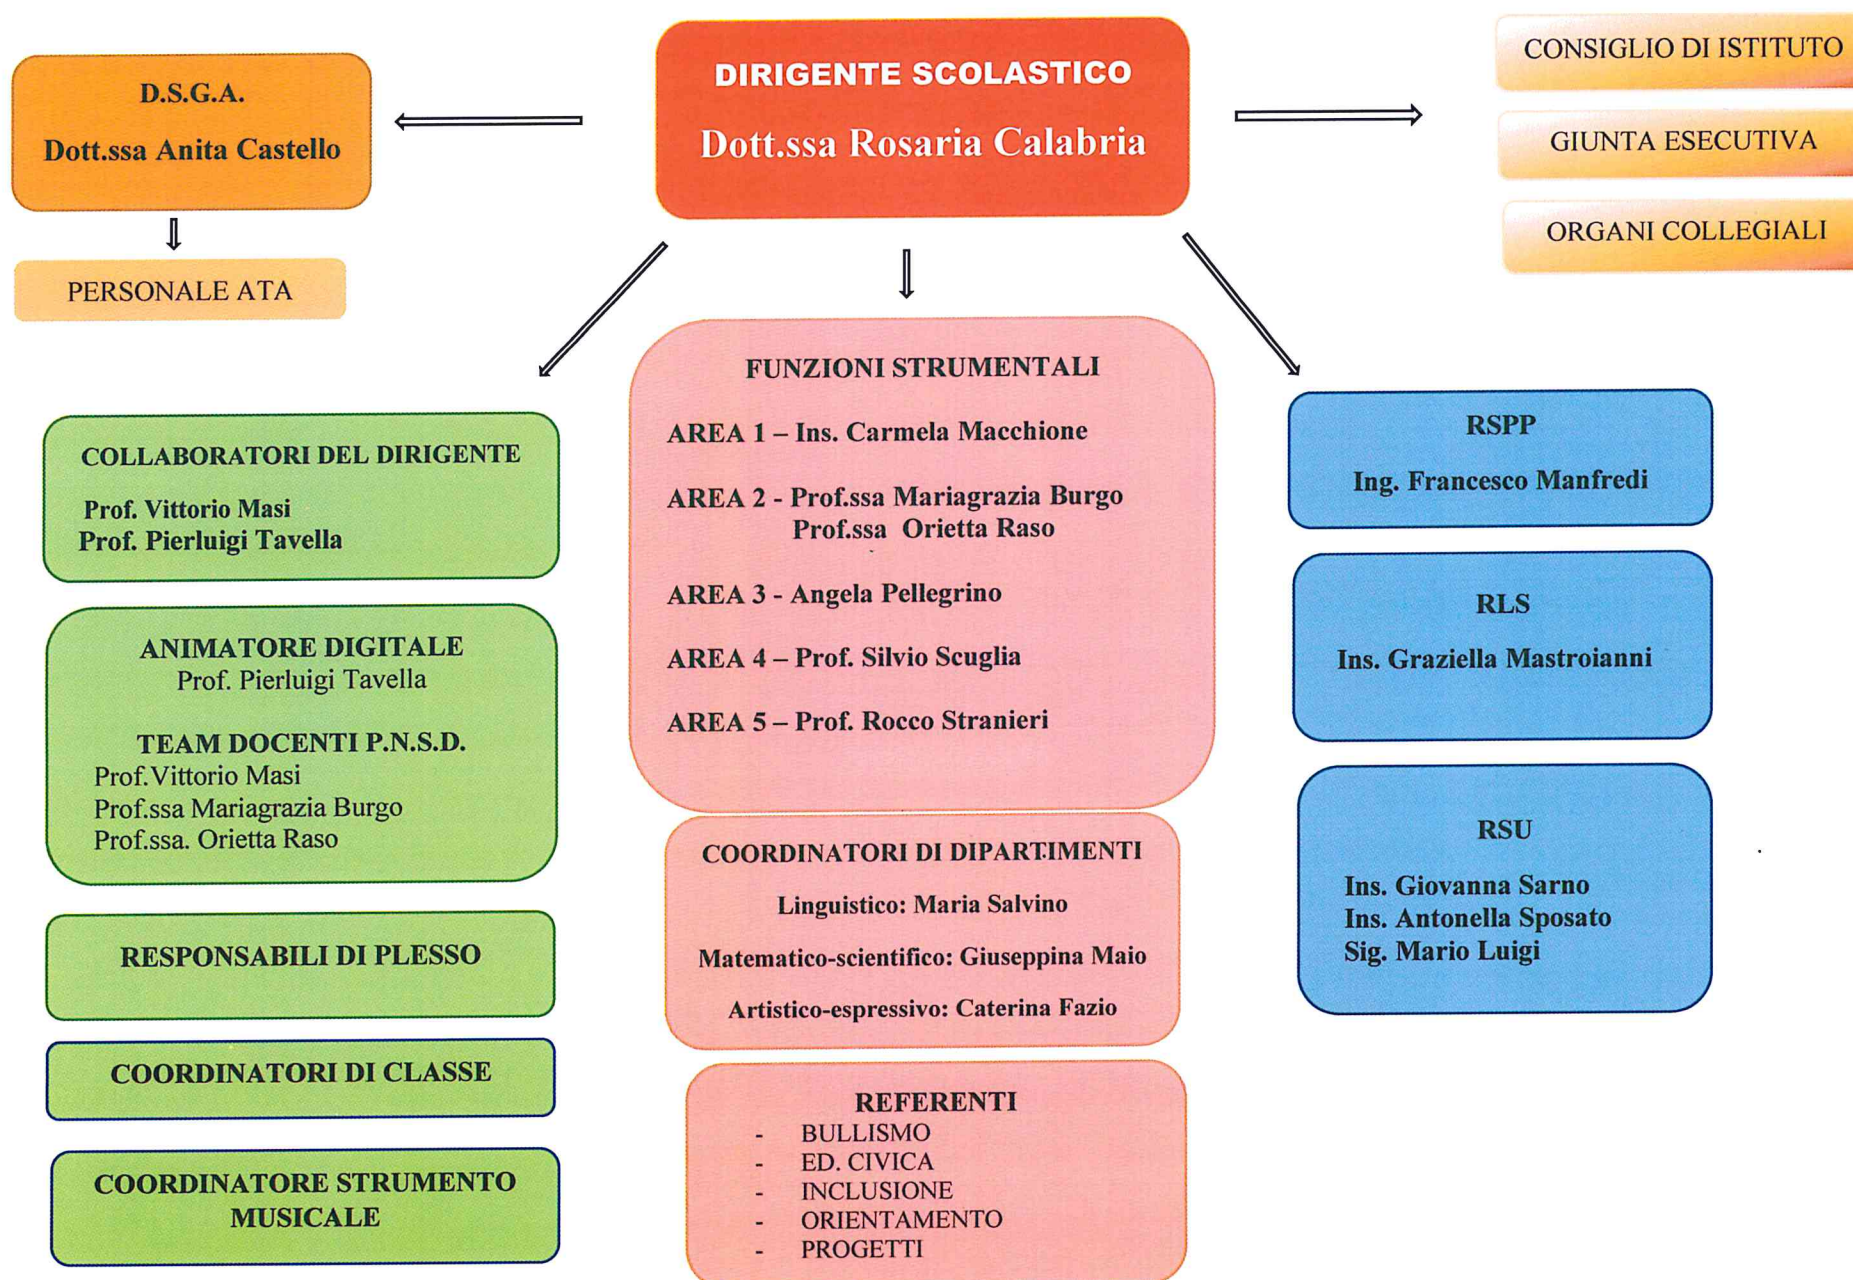 D.S.G.A.
Dott.ssa Anita Castello
PERSONALE ATA
DIRIGENTE SCOLASTICO
Dott.ssa Rosaria Calabria
CONSIGLIO DI ISTITUTO
GIUNTA ESECUTIVA
ORGANI COLLEGIALI
COLLABORATORI DEL DIRIGENTE
Prof. Vittorio Masi
Prof. Pierluigi Tavella
ANIMATORE DIGITALE
Prof. Pierluigi Tavella
TEAM DOCENTI P.N.S.D.
Prof.Vittorio Masi
Prof.ssa Mariagrazia Burgo
Prof.ssa. Orietta Raso
RESPONSABILI DI PLESSO
COORDINATORI DI CLASSE
COORDINATORE STRUMENTO
MUSICALE
FUNZIONI STRUMENTALI
AREA 1 – Ins. Carmela Macchione
AREA 2 - Prof.ssa Mariagrazia Burgo
Prof.ssa Orietta Raso
AREA 3 - Angela Pellegrino
AREA 4 – Prof. Silvio Scuglia
AREA 5 – Prof. Rocco Stranieri
COORDINATORI DI DIPARTIMENTI
Linguistico: Maria Salvino
Matematico-scientifico: Giuseppina Maio
Artistico-espressivo: Caterina Fazio
REFERENTI
- BULLISMO
- ED. CIVICA
- INCLUSIONE
- ORIENTAMENTO
- PROGETTI
RSPP
Ing. Francesco Manfredi
RLS
Ins. Graziella Mastroianni
RSU
Ins. Giovanna Sarno
Ins. Antonella Sposato
Sig. Mario Luigi